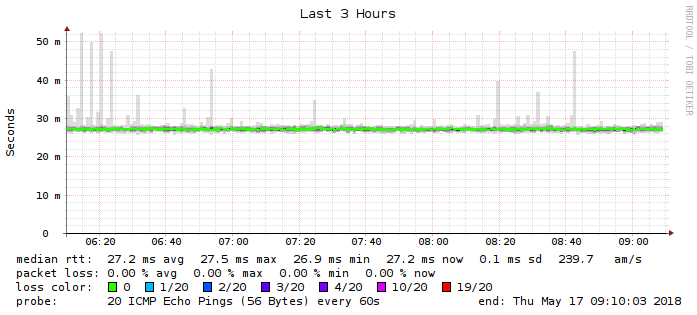 Last 3 Hours
RRDTOOL / TOBI OETIKER
Seconds
50 m
40 m
30 m
20 m
10 m
0
06:20 06:40 07:00 07:20 07:40 08:00 08:20 08:40 09:00
median rtt: 27.2 ms avg 27.5 ms max 26.9 ms min 27.2 ms now 0.1 ms sd 239.7 am/s
packet loss: 0.00 % avg 0.00 % max 0.00 % min 0.00 % now
loss color: 0 1/20 2/20 3/20 4/20 10/20 19/20
probe: 20 ICMP Echo Pings (56 Bytes) every 60s end: Thu May 17 09:10:03 2018